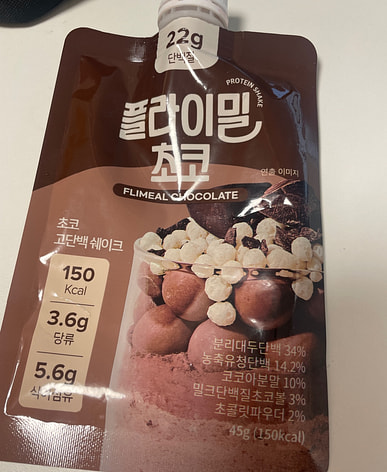 22g
단백질
PROTEIN SHAKE
플라이밀
초코
FLIMEAL CHOCOLATE
연출 이미지
초코
고단백 쉐이크
150
Kcal
3.6g
당류
5.6g
식이섬유
분리대두단백 34%
농축유청단백 14.2%
코코아분말 10%
밀크단백질초코볼 3%
초콜릿파우더 2%
45g (150kcal)